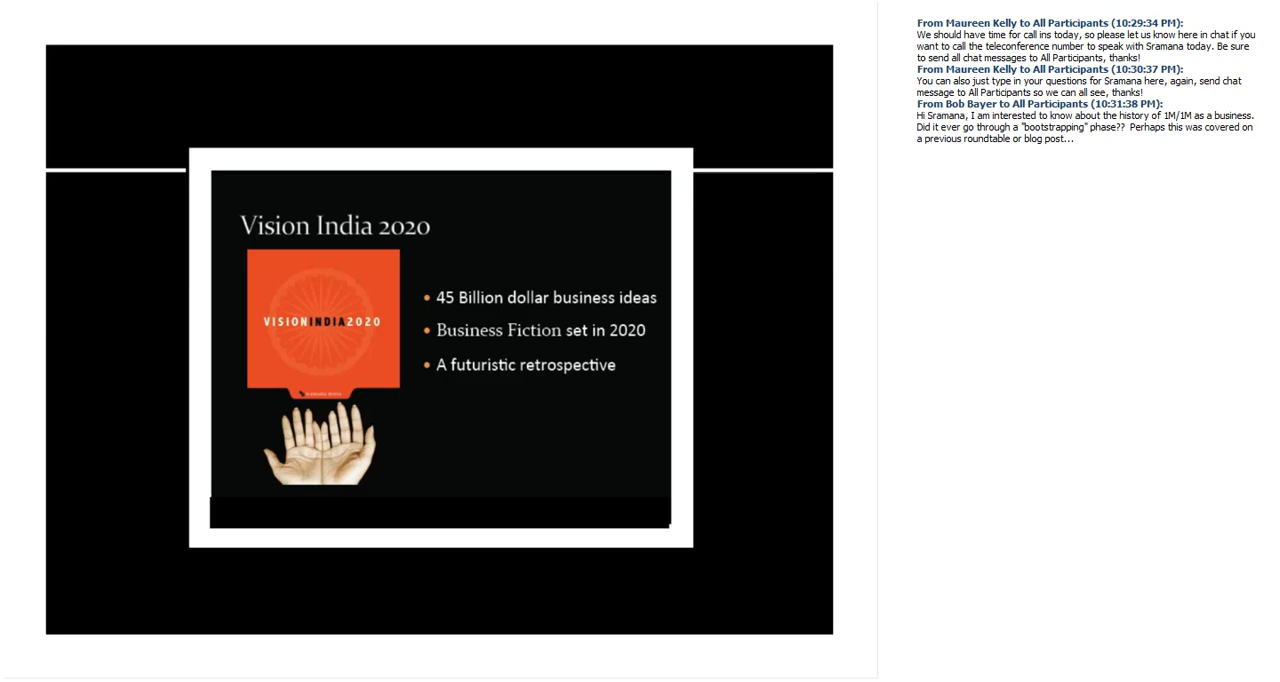 Vision India 2020
VISIONINDIA2020
• 45 Billion dollar business ideas
• Business Fiction set in 2020
• A futuristic retrospective
From Maureen Kelly to All Participants (10:29:34 PM):
We should have time for call ins today, so please let us know here in chat if you
want to call the teleconference number to speak with Sramana today. Be sure
to send all chat messages to All Participants, thanks!
From Maureen Kelly to All Participants (10:30:37 PM):
You can also just type in your questions for Sramana here, again, send chat
message to All Participants so we can all see, thanks!
From Bob Bayer to All Participants (10:31:38 PM):
Hi Sramana, I am interested to know about the history of 1M/1M as a business.
Did it ever go through a "bootstrapping" phase?? Perhaps this was covered on
a previous roundtable or blog post...